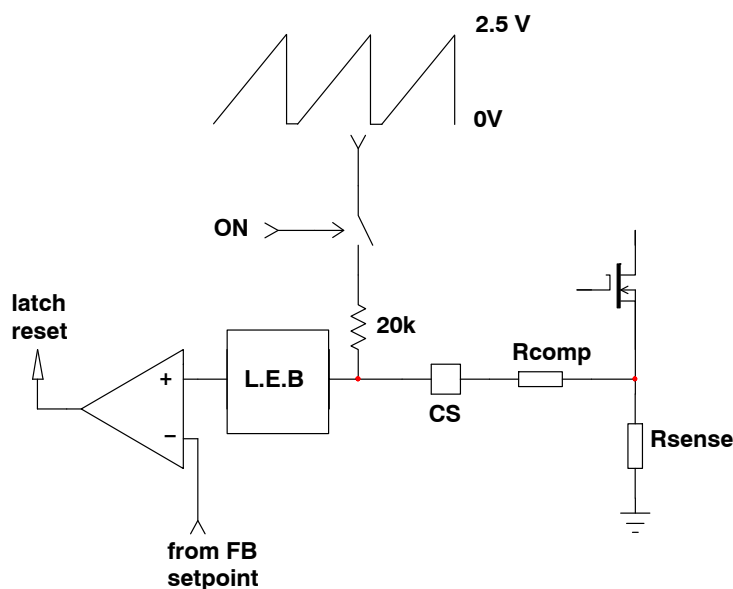 2.5 V
0V
ON
latch
reset
20k
Rcomp
+
L.E.B
CS
−
Rsense
from FB
setpoint